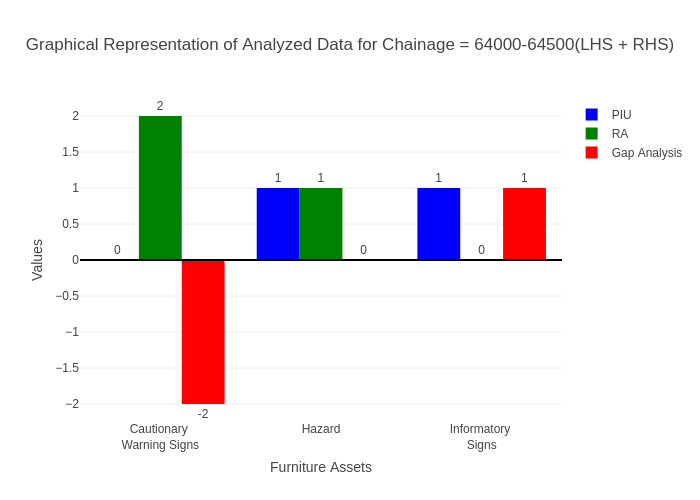 Graphical Representation of Analyzed Data for Chainage = 64000-64500(LHS + RHS)
PIU
RA
Gap Analysis
2
1.5
1
0.5
0
−0.5
−1
−1.5
−2
Values
0
2
-2
1
1
0
1
0
1
Cautionary
Warning Signs
Hazard
Informatory
Signs
Furniture Assets